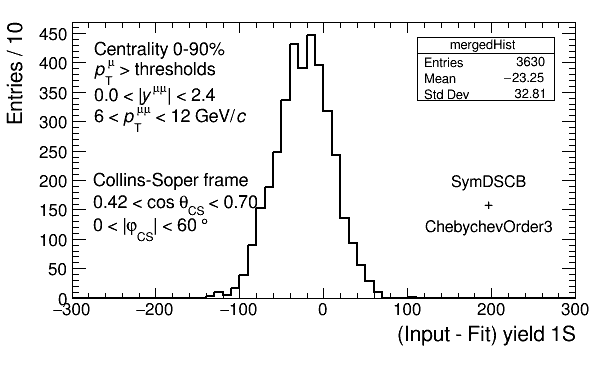 Entries / 10
450
400
350
300
250
200
150
100
50
0
Centrality 0-90%
p_T^μ > thresholds
0.0 < |y^μμ| < 2.4
6 < p_T^μμ < 12 GeV/c
Collins-Soper frame
0.42 < cos θ_CS < 0.70
0 < |φ_CS| < 60 °
mergedHist
Entries 3630
Mean −23.25
Std Dev 32.81
SymDSCB
+
ChebychevOrder3
−300 −200 −100 0 100 200 300
(Input - Fit) yield 1S